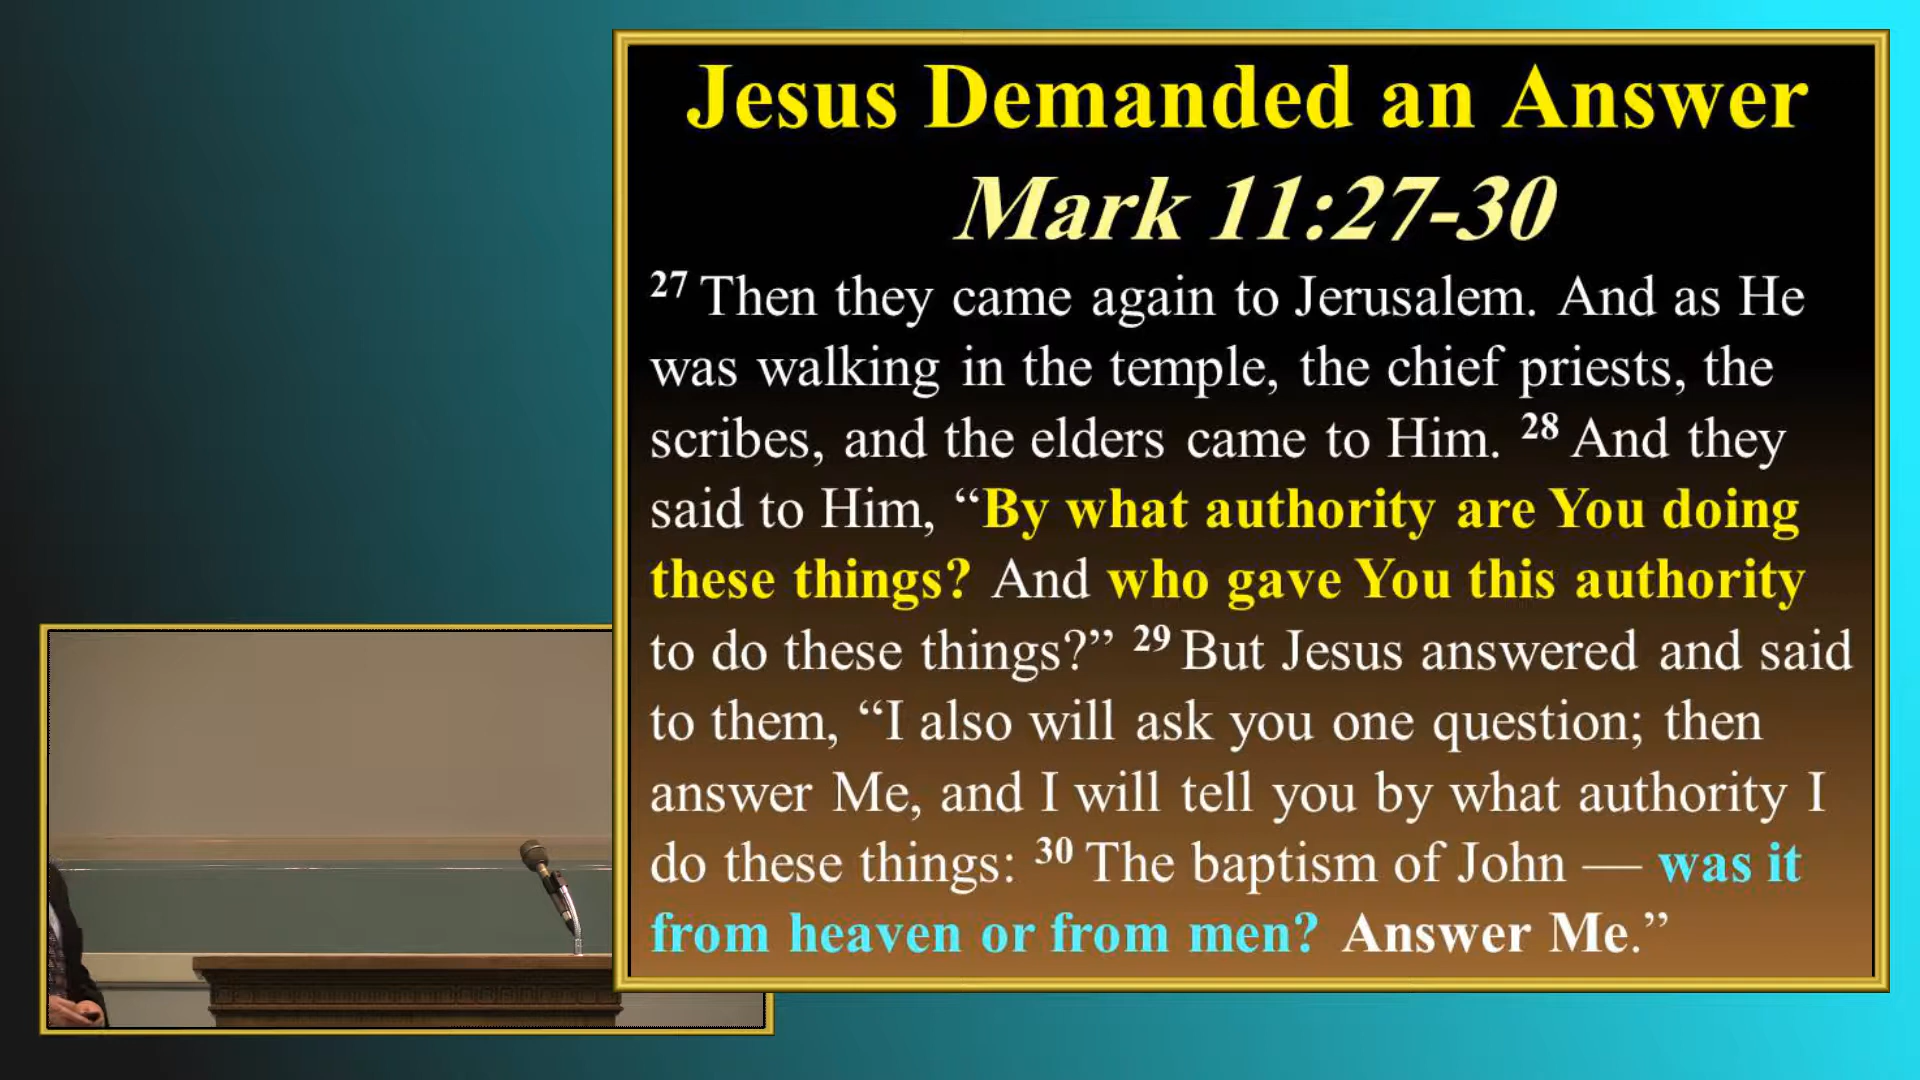 Jesus Demanded an Answer
Mark 11:27-30
27 Then they came again to Jerusalem. And as He
was walking in the temple, the chief priests, the
scribes, and the elders came to Him. 28 And they
said to Him, “By what authority are You doing
these things? And who gave You this authority
to do these things?” 29 But Jesus answered and said
to them, “I also will ask you one question; then
answer Me, and I will tell you by what authority I
do these things: 30 The baptism of John — was it
from heaven or from men? Answer Me.”